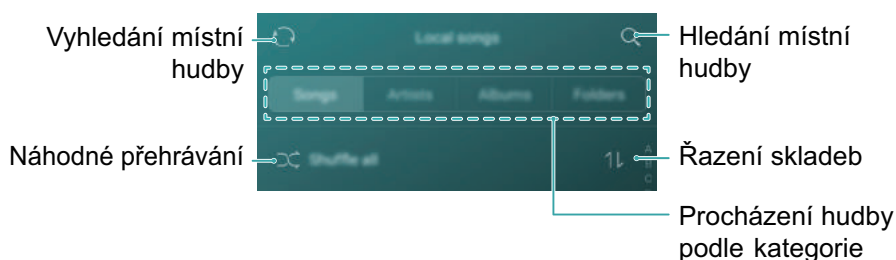 Vyhledání místní
hudby
Local songs
Hledání místní
hudby
Songs Artists Albums Folders
Náhodné přehrávání
Shuffle all
Řazení skladeb
A
B
C
Procházení hudby
podle kategorie